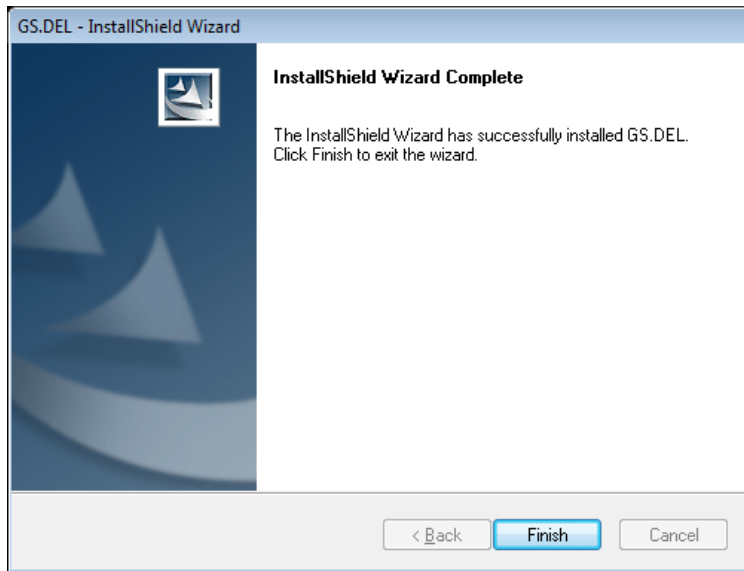 GS.DEL - InstallShield Wizard
InstallShield Wizard Complete
The InstallShield Wizard has successfully installed GS.DEL.
Click Finish to exit the wizard.
< Back
Finish
Cancel